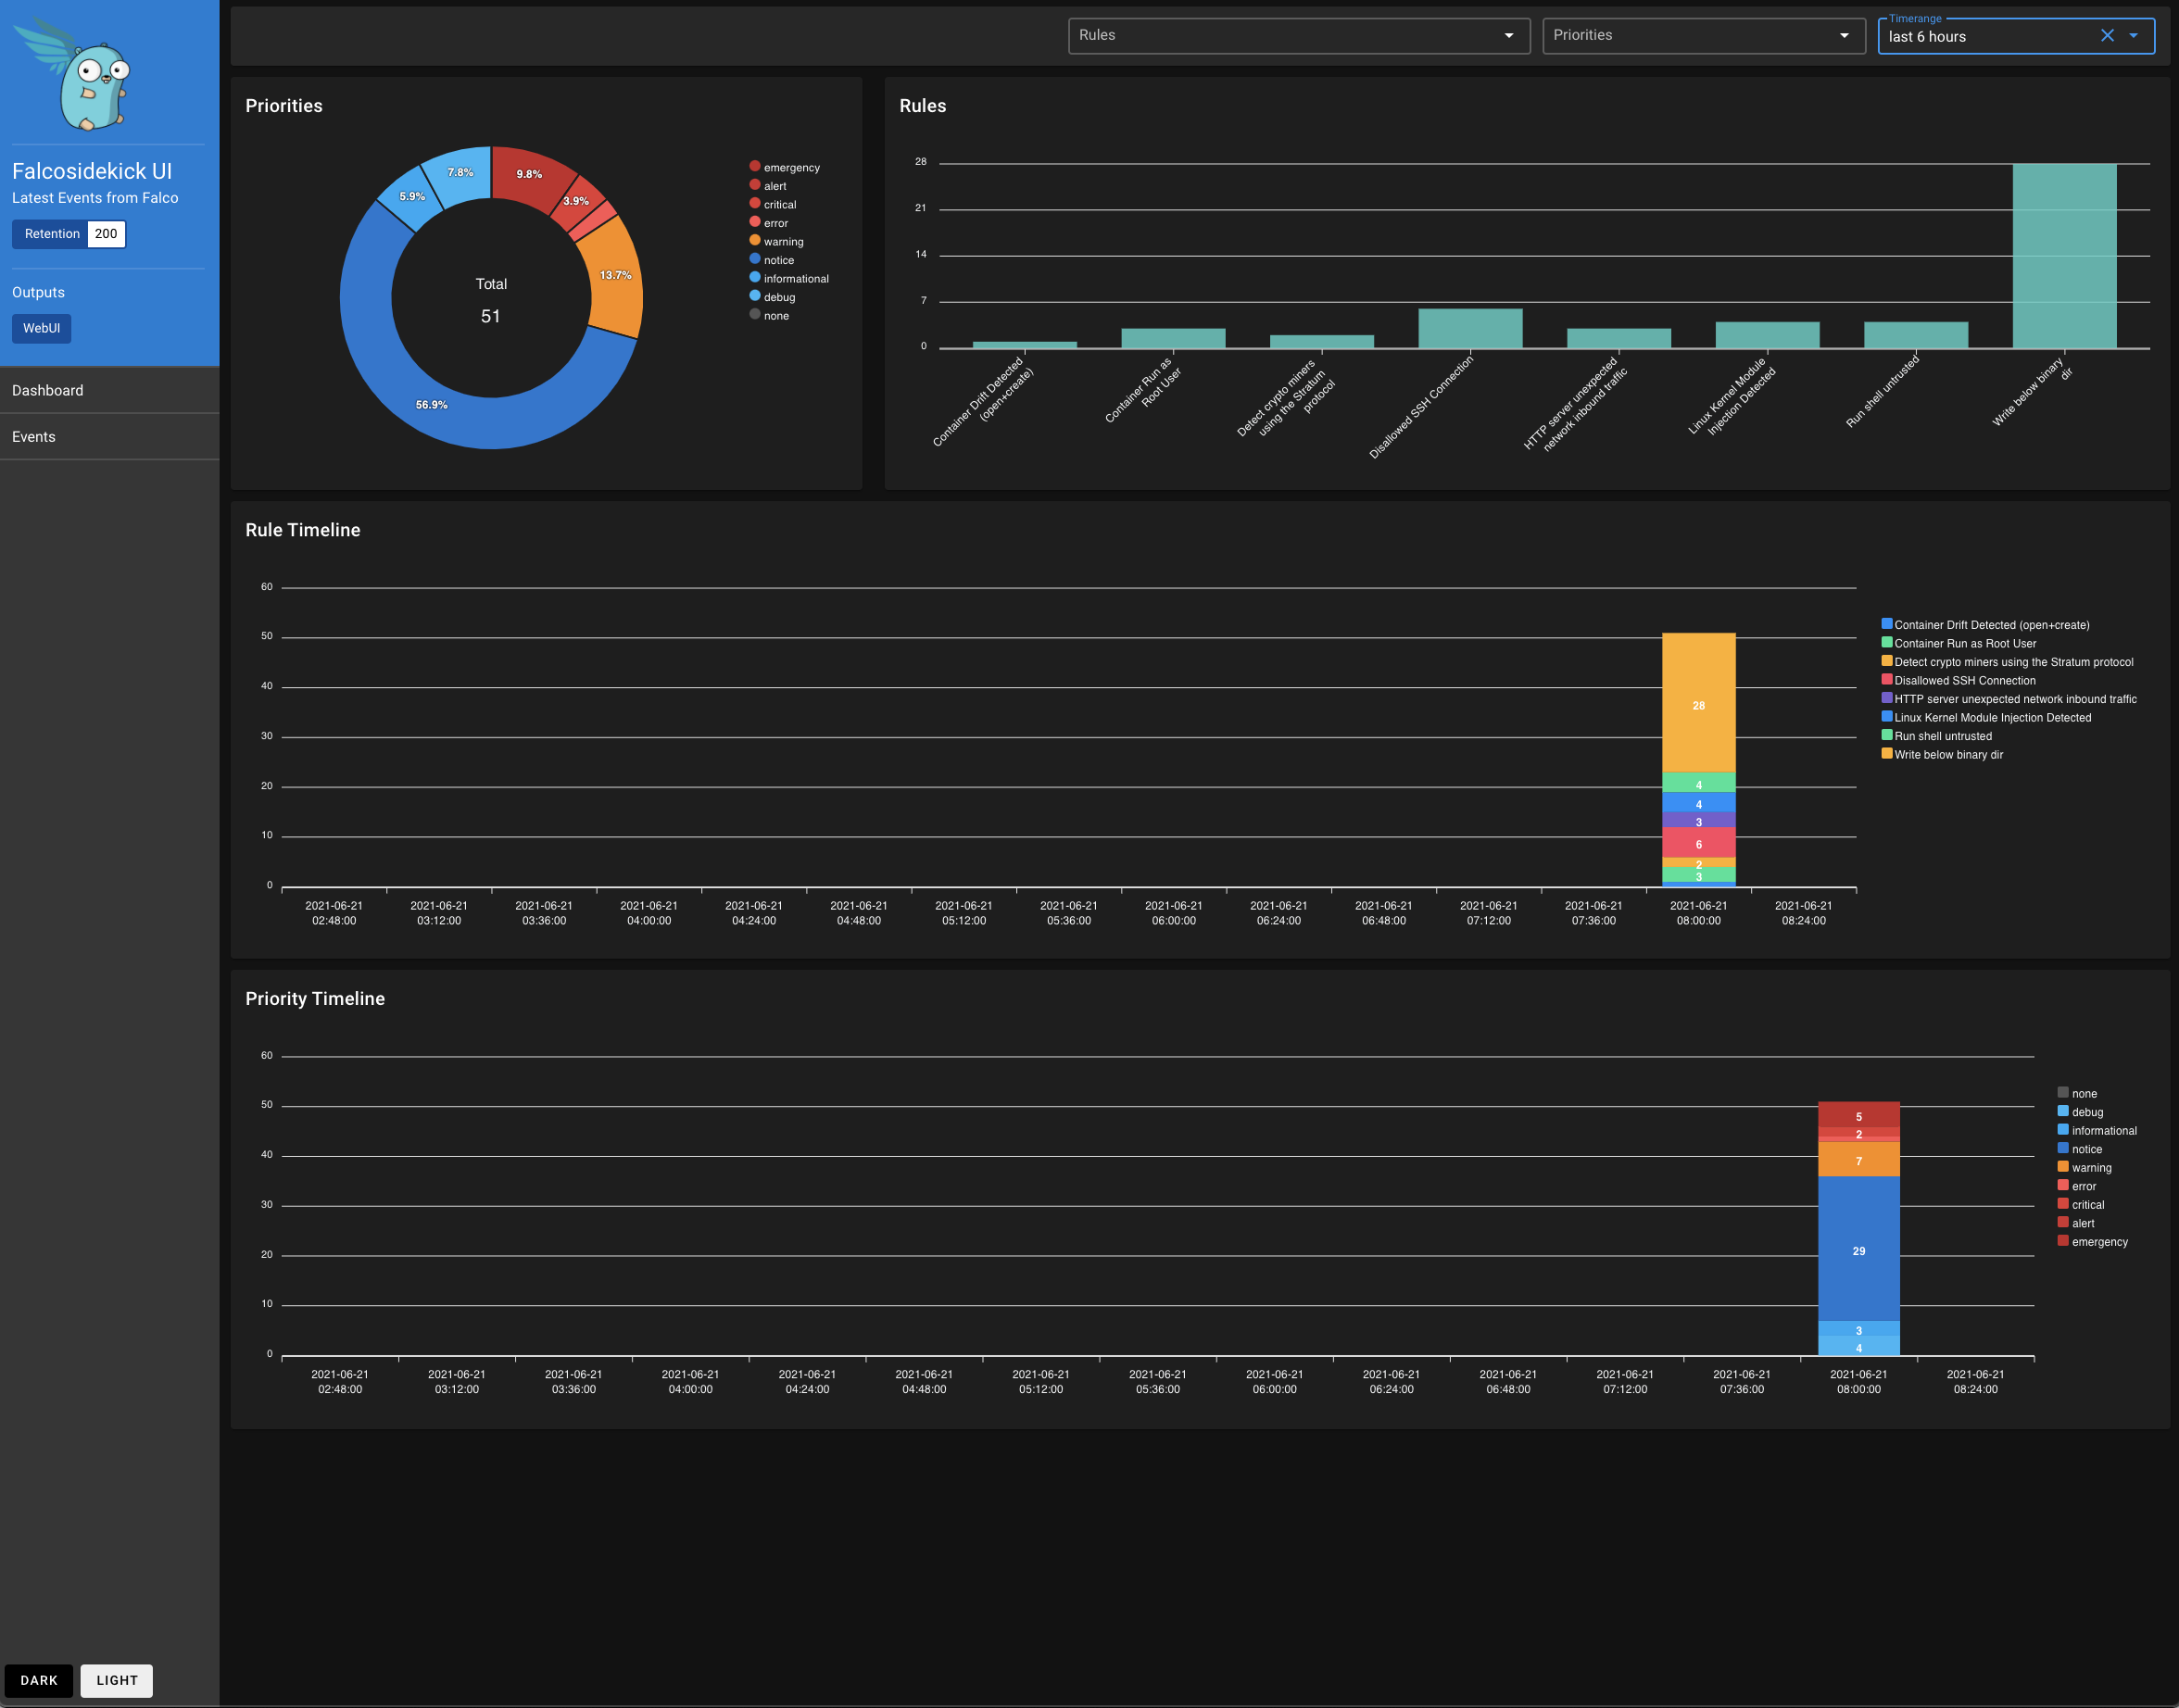 Falcosidekick UI
Latest Events from Falco
Retention 200
Outputs
WebUI
Dashboard
Events
DARK LIGHT
Rules
Priorities
Timerange
last 6 hours
Priorities
7.8%
9.8%
5.9%
3.9%
13.7%
56.9%
Total
51
emergency
alert
critical
error
warning
notice
informational
debug
none
Rules
28
21
14
7
0
Container Drift Detected
(open+create)
Container Run as
Root User
Detect crypto miners
using the Stratum
protocol
Disallowed SSH Connection
HTTP server unexpected
network inbound traffic
Linux Kernel Module
Injection Detected
Run shell untrusted
Write below binary
dir
Rule Timeline
60
50
40
30
20
10
0
28
4
4
3
6
2
3
2021-06-21 2021-06-21 2021-06-21 2021-06-21 2021-06-21 2021-06-21 2021-06-21 2021-06-21 2021-06-21 2021-06-21 2021-06-21 2021-06-21 2021-06-21 2021-06-21 2021-06-21
02:48:00 03:12:00 03:36:00 04:00:00 04:24:00 04:48:00 05:12:00 05:36:00 06:00:00 06:24:00 06:48:00 07:12:00 07:36:00 08:00:00 08:24:00
Container Drift Detected (open+create)
Container Run as Root User
Detect crypto miners using the Stratum protocol
Disallowed SSH Connection
HTTP server unexpected network inbound traffic
Linux Kernel Module Injection Detected
Run shell untrusted
Write below binary dir
Priority Timeline
60
50
40
30
20
10
0
5
2
7
29
3
4
2021-06-21 2021-06-21 2021-06-21 2021-06-21 2021-06-21 2021-06-21 2021-06-21 2021-06-21 2021-06-21 2021-06-21 2021-06-21 2021-06-21 2021-06-21 2021-06-21 2021-06-21
02:48:00 03:12:00 03:36:00 04:00:00 04:24:00 04:48:00 05:12:00 05:36:00 06:00:00 06:24:00 06:48:00 07:12:00 07:36:00 08:00:00 08:24:00
none
debug
informational
notice
warning
error
critical
alert
emergency